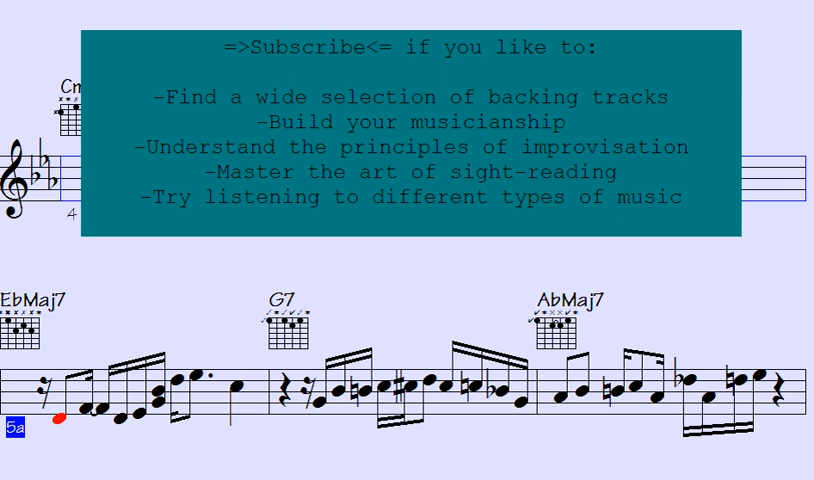 =>Subscribe<= if you like to:
-Find a wide selection of backing tracks
-Build your musicianship
-Understand the principles of improvisation
-Master the art of sight-reading
-Try listening to different types of music
Cm
4
EbMaj7 G7 AbMaj7
5a